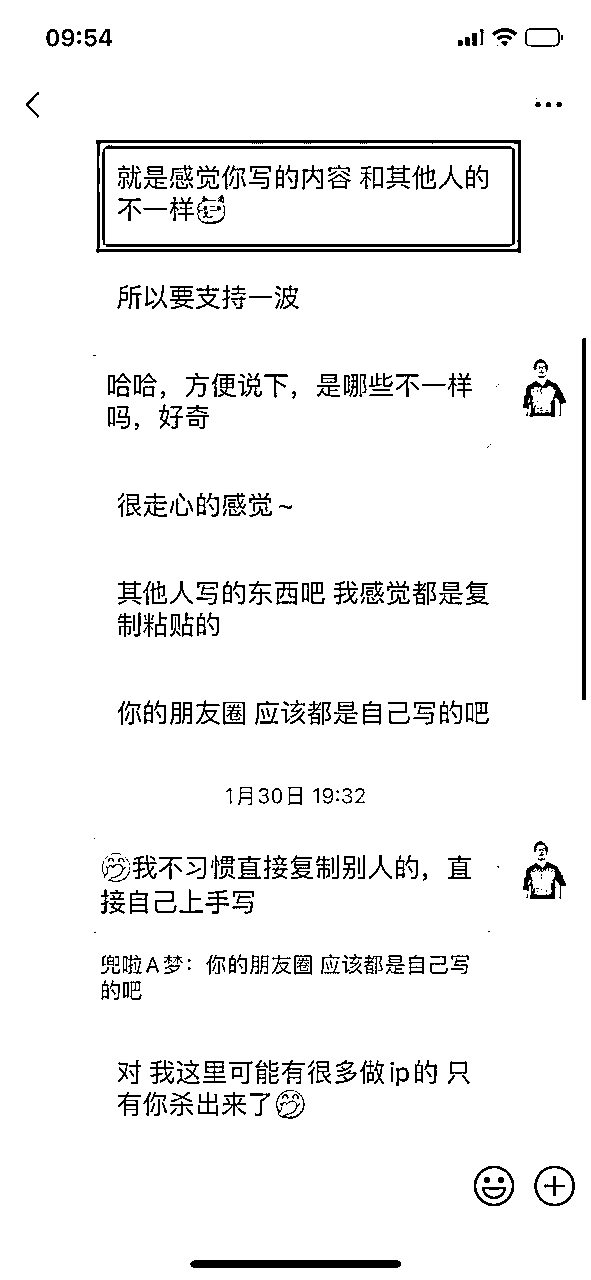 09:54
就是感觉你写的内容 和其他人的
不一样
所以要支持一波
哈哈，方便说下，是哪些不一样
吗，好奇
很走心的感觉~
其他人写的东西吧 我感觉都是复
制粘贴的
你的朋友圈 应该都是自己写的吧
1月30日 19:32
我不习惯直接复制别人的，直
接自己上手写
兜啦A梦：你的朋友圈 应该都是自己写
的吧
对 我这里可能有很多做ip的 只
有你杀出来了